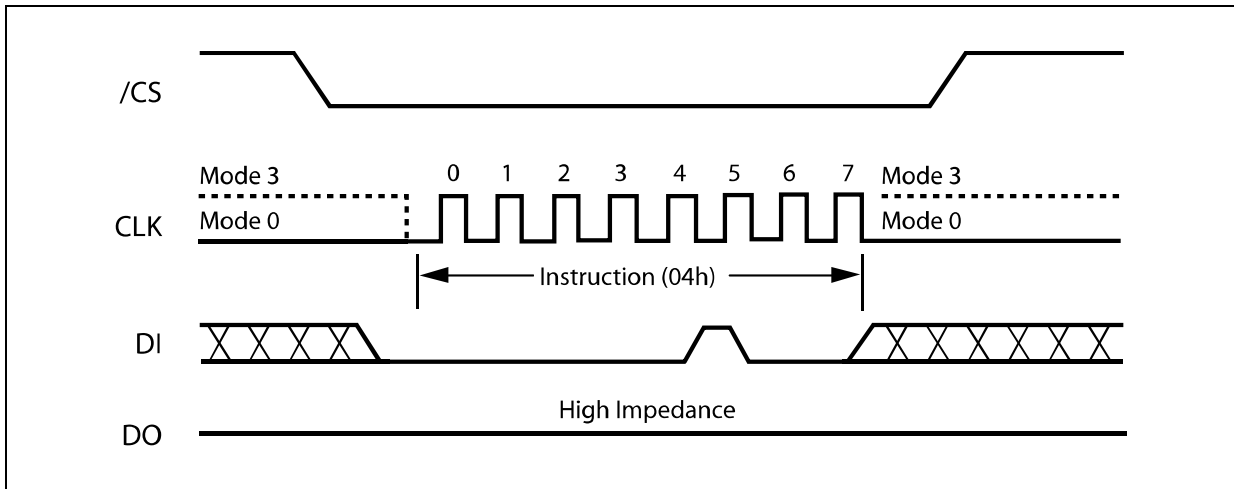 /CS
Mode 3
0 1 2 3 4 5 6 7
Mode 3
CLK
Mode 0
Mode 0
Instruction (04h)
DI
High Impedance
DO